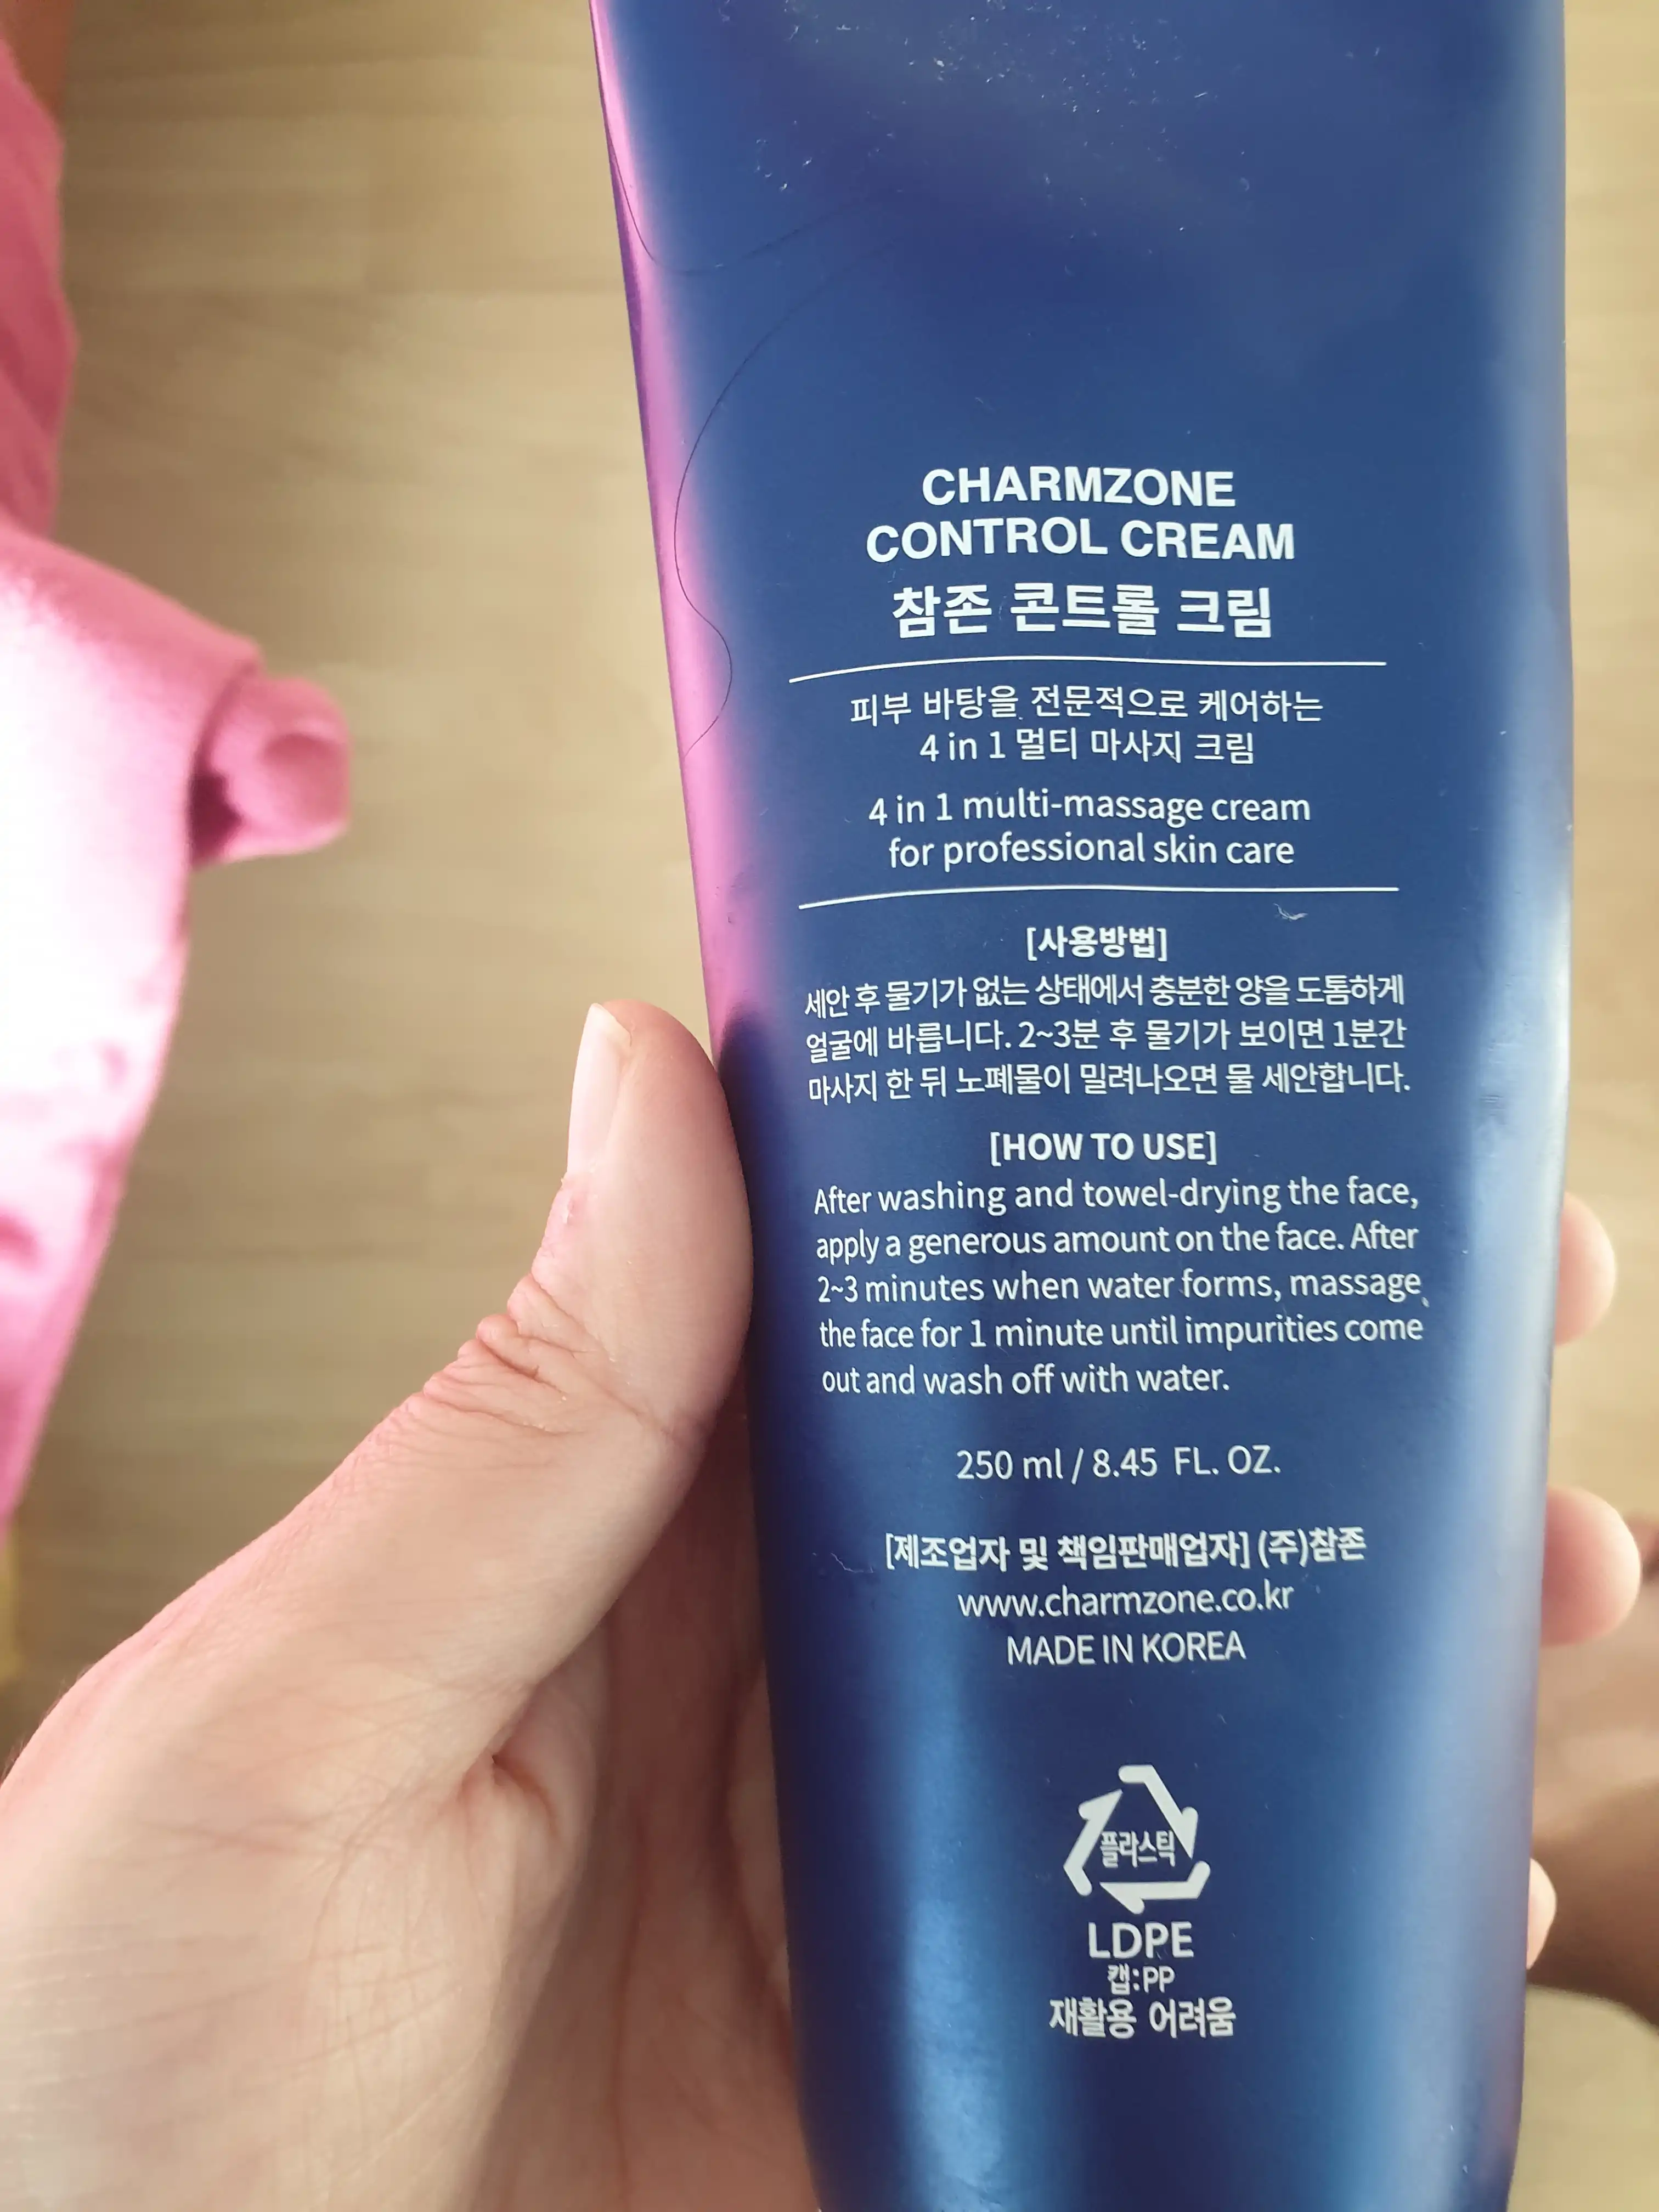 CHARMZONE
CONTROL CREAM
참존 콘트롤 크림
피부 바탕을 전문적으로 케어하는
4 in 1 멀티 마사지 크림
4 in 1 multi-massage cream
for professional skin care
[사용방법]
세안 후 물기가 없는 상태에서 충분한 양을 도톰하게
얼굴에 바릅니다. 2~3분 후 물기가 보이면 1분간
마사지 한 뒤 노폐물이 밀려나오면 물 세안합니다.
[HOW TO USE]
After washing and towel-drying the face,
apply a generous amount on the face. After
2~3 minutes when water forms, massage
the face for 1 minute until impurities come
out and wash off with water.
250 ml / 8.45 FL. OZ.
[제조업자 및 책임판매업자] (주)참존
www.charmzone.co.kr
MADE IN KOREA
플라스틱
LDPE
캡:PP
재활용 어려움